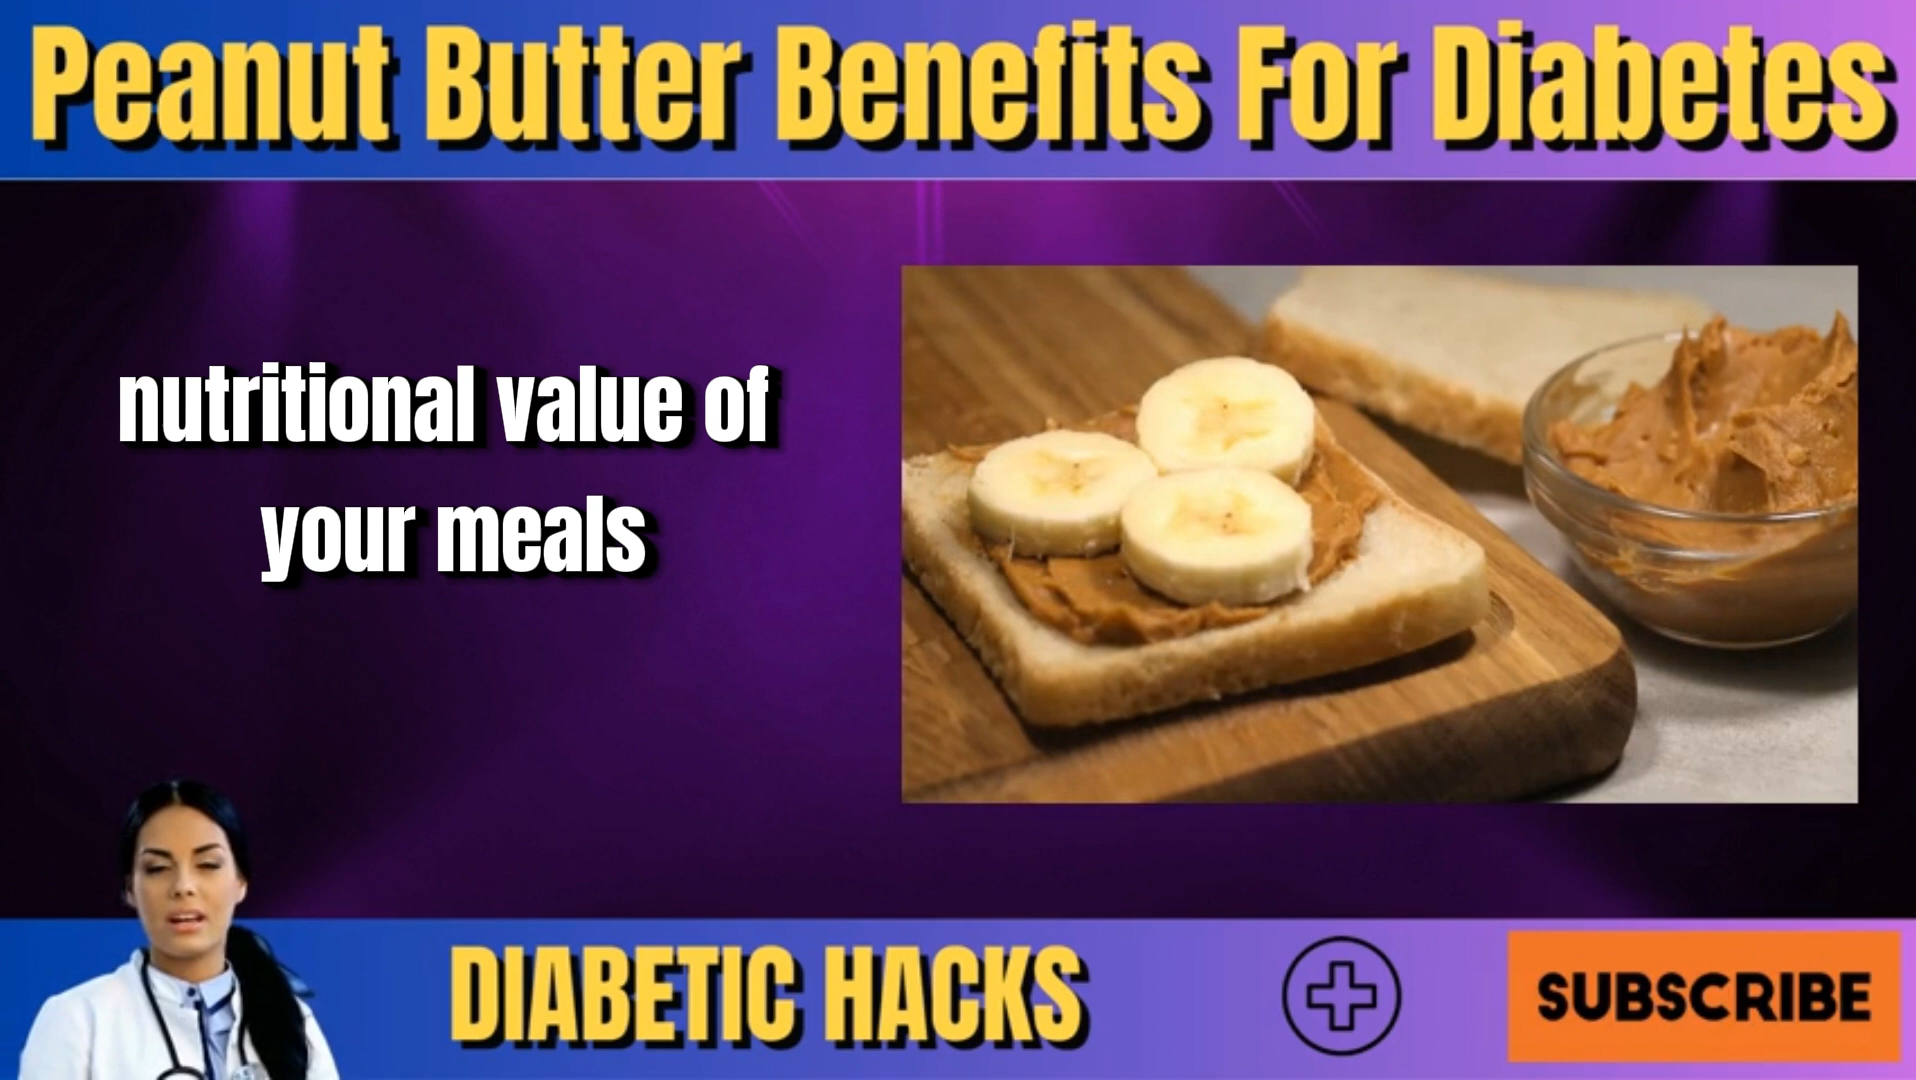 Peanut Butter Benefits For Diabetes
nutritional value of
your meals
DIABETIC HACKS
SUBSCRIBE